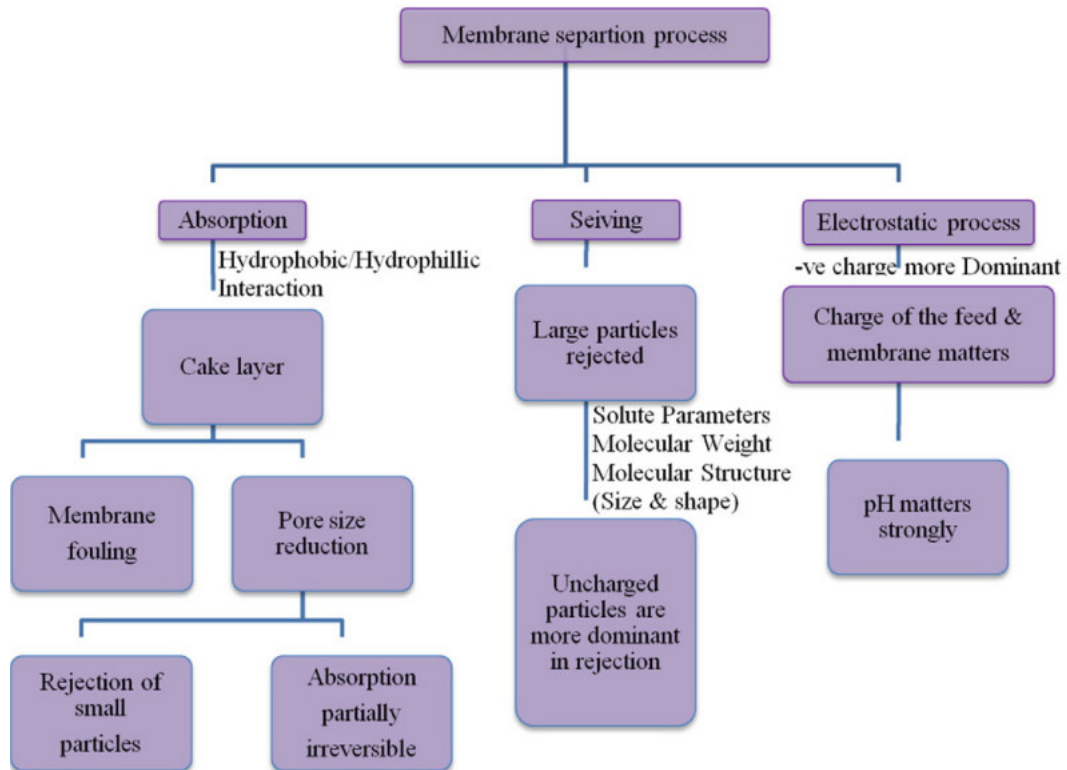 Membrane separtion process
Absorption
Seiving
Electrostatic process
Hydrophobic/Hydrophillic
Interaction
-ve charge more Dominant
Cake layer
Large particles
rejected
Charge of the feed &
membrane matters
Solute Parameters
Molecular Weight
Molecular Structure
(Size & shape)
Membrane
fouling
Pore size
reduction
pH matters
strongly
Uncharged
particles are
more dominant
in rejection
Rejection of
small
particles
Absorption
partially
irreversible